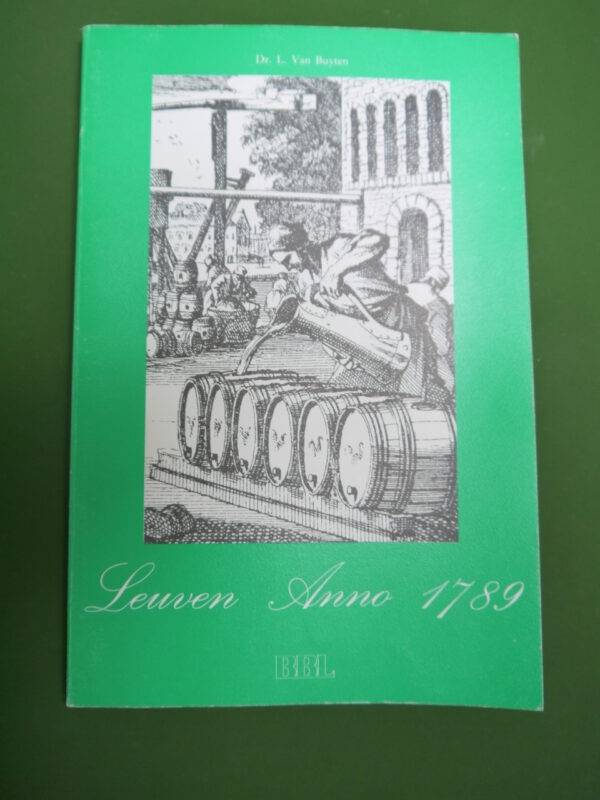 Dr. L. Van Buyten
Leuven Anno 1789
BBL